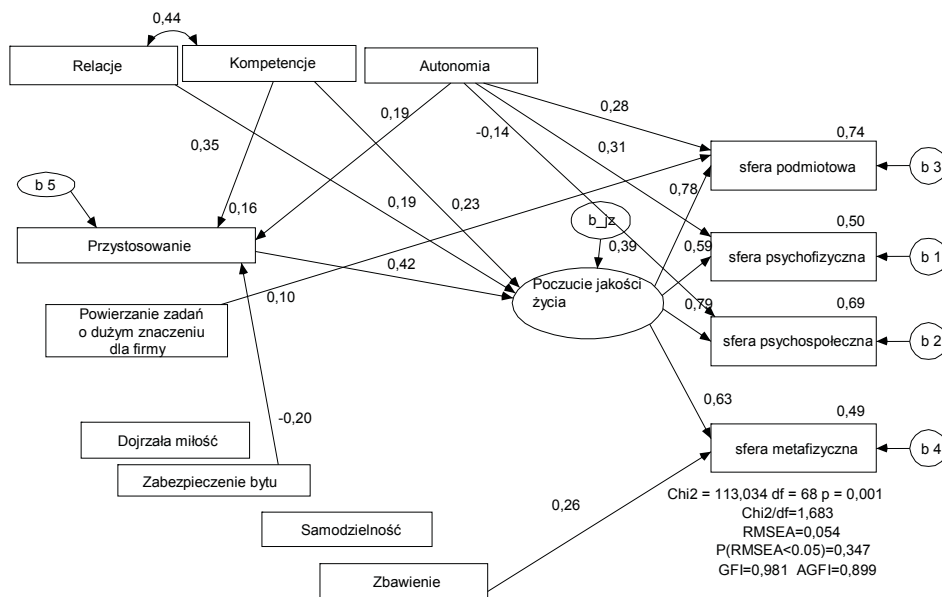 0,44
Relacje
Kompetencje
Autonomia
0,19
0,28
-0,14
0,74
0,35
0,31
sfera podmiotowa
b 3
0,78
b 5
0,16
0,19
0,23
b_jz
0,50
Przystosowanie
0,39
0,59
sfera psychofizyczna
b 1
0,42
Poczucie jakości
życia
0,10
0,79
0,69
Powierzanie zadań
o dużym znaczeniu
dla firmy
sfera psychospołeczna
b 2
0,63
-0,20
0,49
Dojrzała miłość
sfera metafizyczna
b 4
Zabezpieczenie bytu
0,26
Samodzielność
Zbawienie
Chi2 = 113,034 df = 68 p = 0,001
Chi2/df=1,683
RMSEA=0,054
P(RMSEA<0.05)=0,347
GFI=0,981 AGFI=0,899